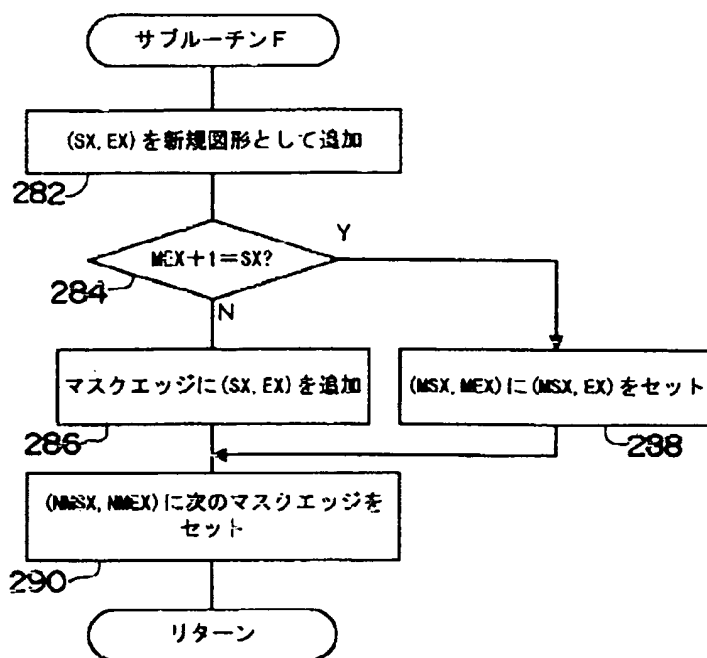 サブルーチンF
(SX,EX)を新規図形として追加
282
MEX+1=SX?
Y
284
N
マスクエッジに(SX,EX)を追加
(MSX,MEX)に(MSX,EX)をセット
286
288
(NMSX,NMEX)に次のマスクエッジを
セット
290
リターン